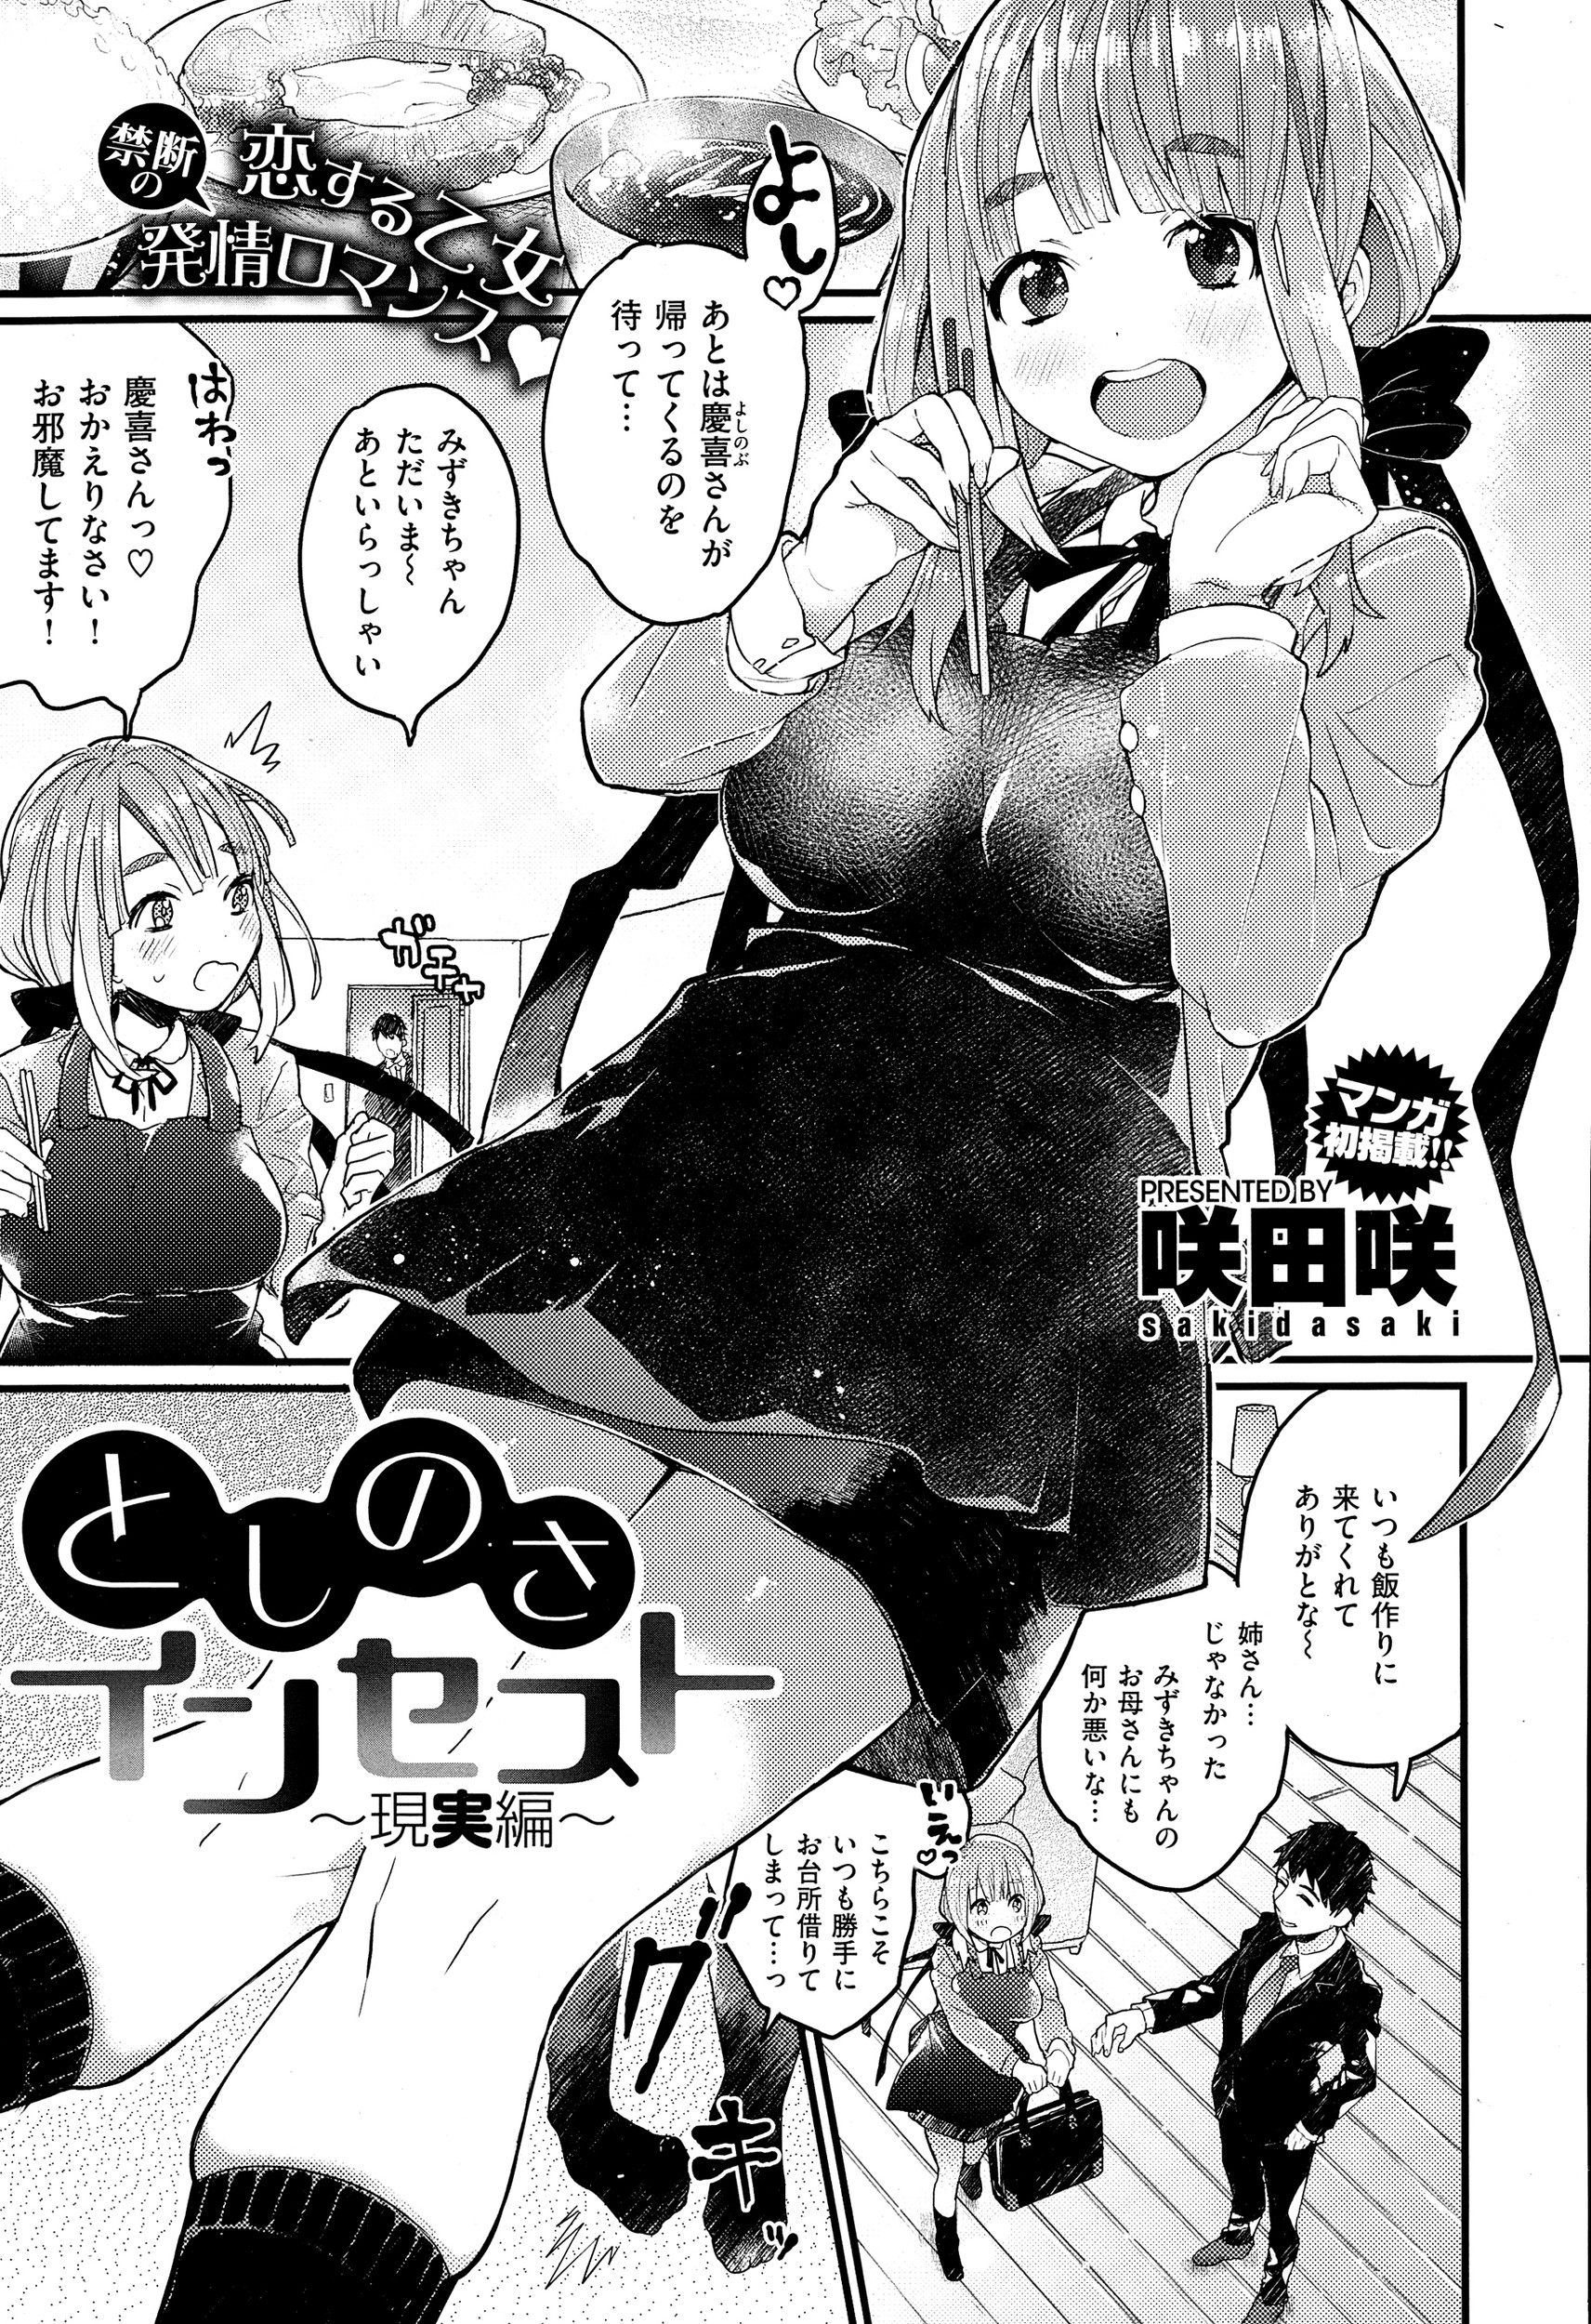 禁断の
恋する乙女
発情ロマンス♥
よし♡
あとは慶喜さんが
よしのぶ
帰ってくるのを
待って…
みずきちゃん
ただいま〜
あといらっしゃい
はわっ
慶喜さんっ♡
おかえりなさい！
お邪魔してます！
ガチャ
マンガ
初掲載!!
PRESENTED BY
咲田咲
sakidasaki
としのさ
インセスト
〜現実編〜
いつも飯作りに
来てくれて
ありがとな〜
姉さん…
じゃなかった
みずきちゃんの
お母さんにも
何か悪いな…
いえっ♡
こちらこそ
いつも勝手に
お台所借りて
しまって…っ
グ
キッ